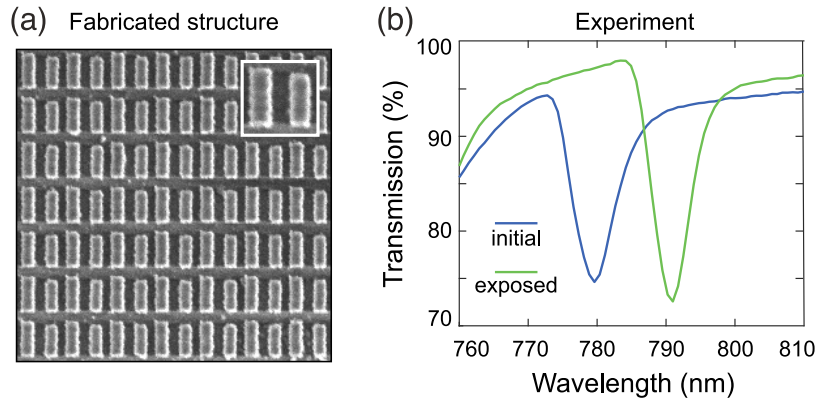 (a) Fabricated structure
(b) Experiment
100
90
80
70
Transmission (%)
initial
exposed
760 770 780 790 800 810
Wavelength (nm)